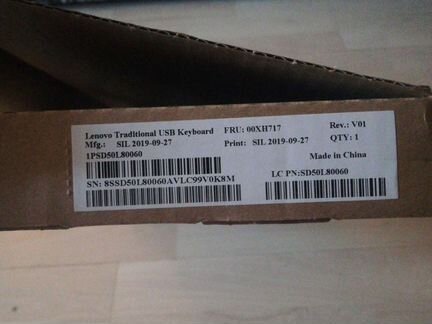 Lenovo Traditional USB Keyboard FRU: 00XH717 Rev.: V01
Mfg.: SIL 2019-09-27 Print: SIL 2019-09-27 QTY: 1
1PSD50L80060 Made in China
SN: 8SSD50L80060AVLC99V0K8M LC PN:SD50L80060